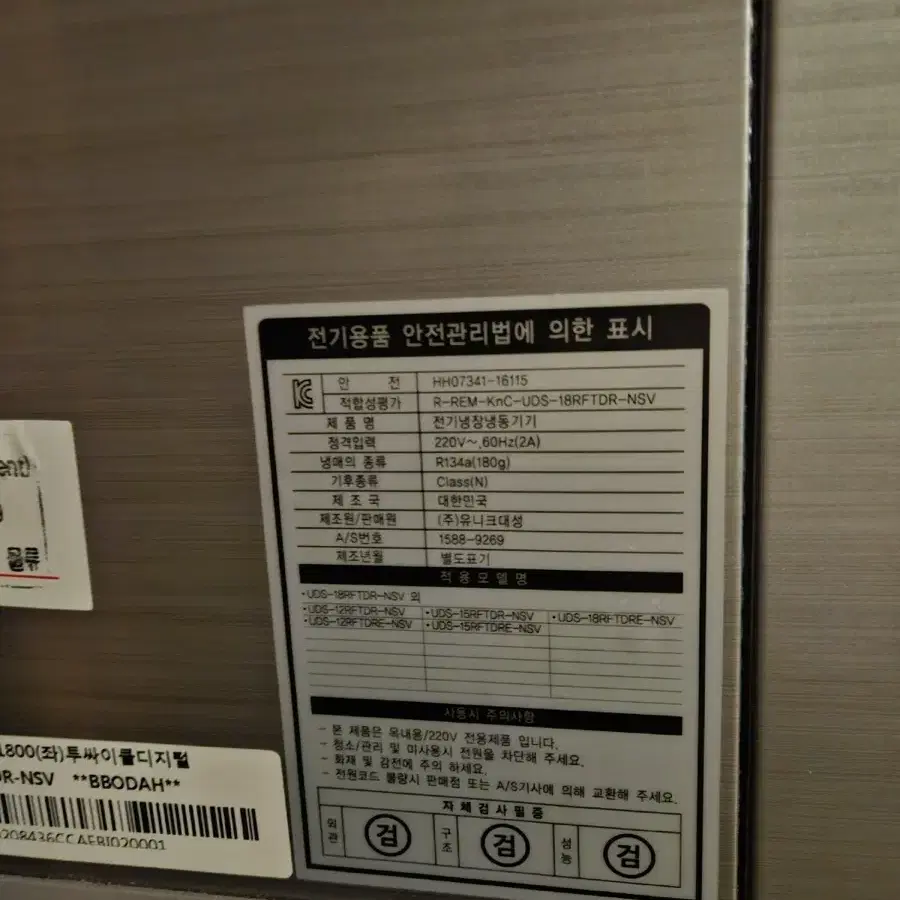 전기용품 안전관리법에 의한 표시
안 전 HH07341-16115
적합성평가 R-REM-KnC-UDS-18RFTDR-NSV
제 품 명 전기냉장냉동기기
정격입력 220V~,60Hz(2A)
냉매의 종류 R134a(180g)
기후종류 Class(N)
제 조 국 대한민국
제조원/판매원 (주)유니크대성
A/S번호 1588-9269
제조년월 별도표기
적 용 모 델 명
·UDS-18RFTDR-NSV 외
·UDS-12RFTDR-NSV ·UDS-15RFTDR-NSV ·UDS-18RFTDRE-NSV
·UDS-12RFTDRE-NSV ·UDS-15RFTDRE-NSV
사용시 주의사항
- 본 제품은 옥내용/220V 전용제품 입니다.
- 청소/관리 및 미사용시 전원을 차단해 주세요.
- 화재 및 감전에 주의 하세요.
- 전원코드 불량시 판매점 또는 A/S기사에 의해 교환해 주세요.
자 체 검 사 필 증
외관 검 구조 검 성능 검
ent)
1800(좌)투싸이클디지털
DR-NSV **BBODAH**